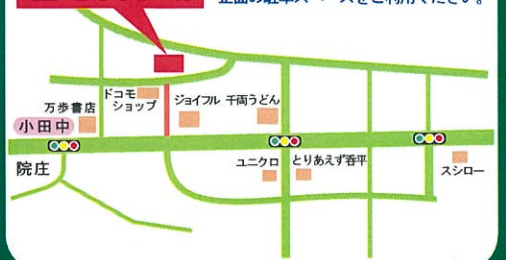 正面の駐車スペースをご利用ください。
ドコモ
ショップ
ジョイフル
千両うどん
万歩書店
小田中
院庄
ユニクロ
とりあえず呑平
スシロー